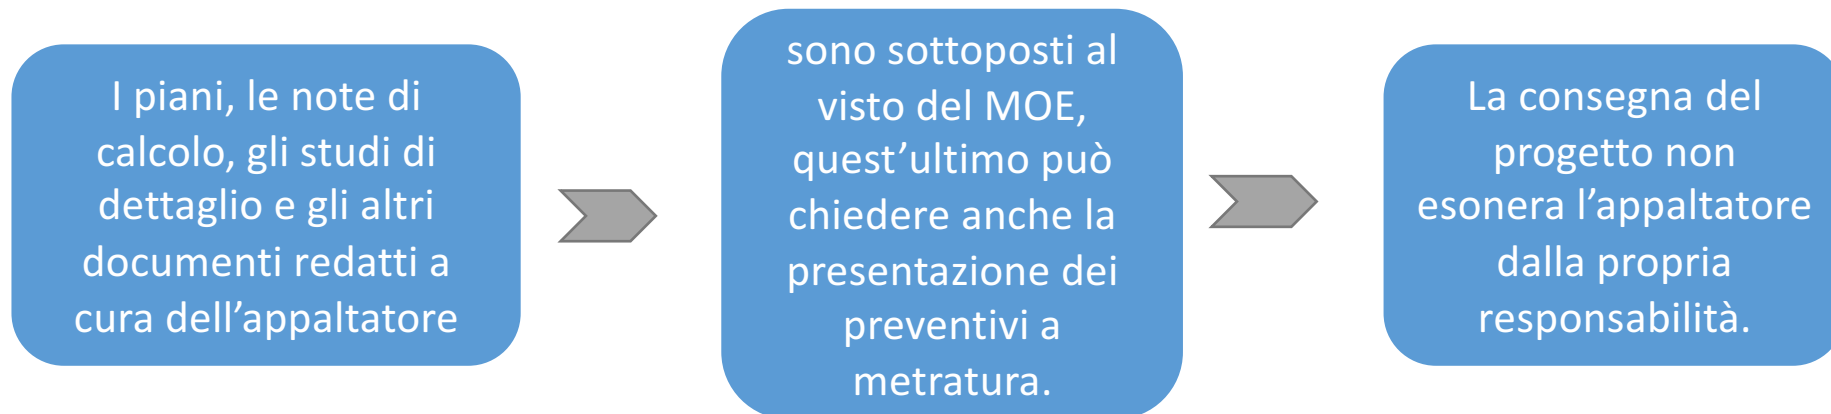 I piani, le note di
calcolo, gli studi di
dettaglio e gli altri
documenti redatti a
cura dell’appaltatore
sono sottoposti al
visto del MOE,
quest’ultimo può
chiedere anche la
presentazione dei
preventivi a
metratura.
La consegna del
progetto non
esonera l’appaltatore
dalla propria
responsabilità.